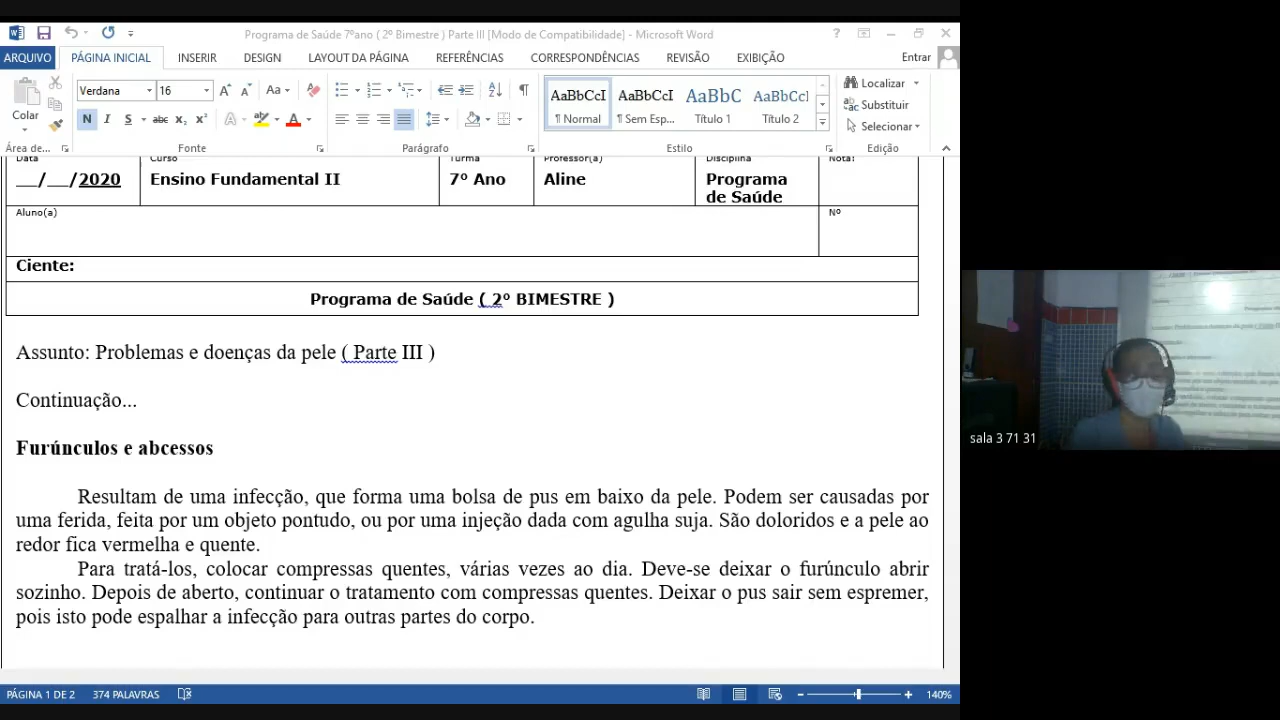 Programa de Saúde 7ºano ( 2º Bimestre ) Parte III [Modo de Compatibilidade] - Microsoft Word
ARQUIVO PÁGINA INICIAL INSERIR DESIGN LAYOUT DA PÁGINA REFERÊNCIAS CORRESPONDÊNCIAS REVISÃO EXIBIÇÃO Entrar
Colar
Verdana 16
N I S abc x₂ x²
AaBbCcI AaBbCcI AaBbC AaBbCcI
¶ Normal ¶ Sem Esp... Título 1 Título 2
Localizar
Substituir
Selecionar
Área de... Fonte Parágrafo Estilo Edição
Data Curso Turma Professor(a) Disciplina Nota:
__/__/2020 Ensino Fundamental II 7º Ano Aline Programa
de Saúde
Aluno(a) Nº
Ciente:
Programa de Saúde ( 2º BIMESTRE )
Assunto: Problemas e doenças da pele ( Parte III )
Continuação...
Furúnculos e abcessos
Resultam de uma infecção, que forma uma bolsa de pus em baixo da pele. Podem ser causadas por
uma ferida, feita por um objeto pontudo, ou por uma injeção dada com agulha suja. São doloridos e a pele ao
redor fica vermelha e quente.
Para tratá-los, colocar compressas quentes, várias vezes ao dia. Deve-se deixar o furúnculo abrir
sozinho. Depois de aberto, continuar o tratamento com compressas quentes. Deixar o pus sair sem espremer,
pois isto pode espalhar a infecção para outras partes do corpo.
sala 3 71 31
PÁGINA 1 DE 2 374 PALAVRAS 140%